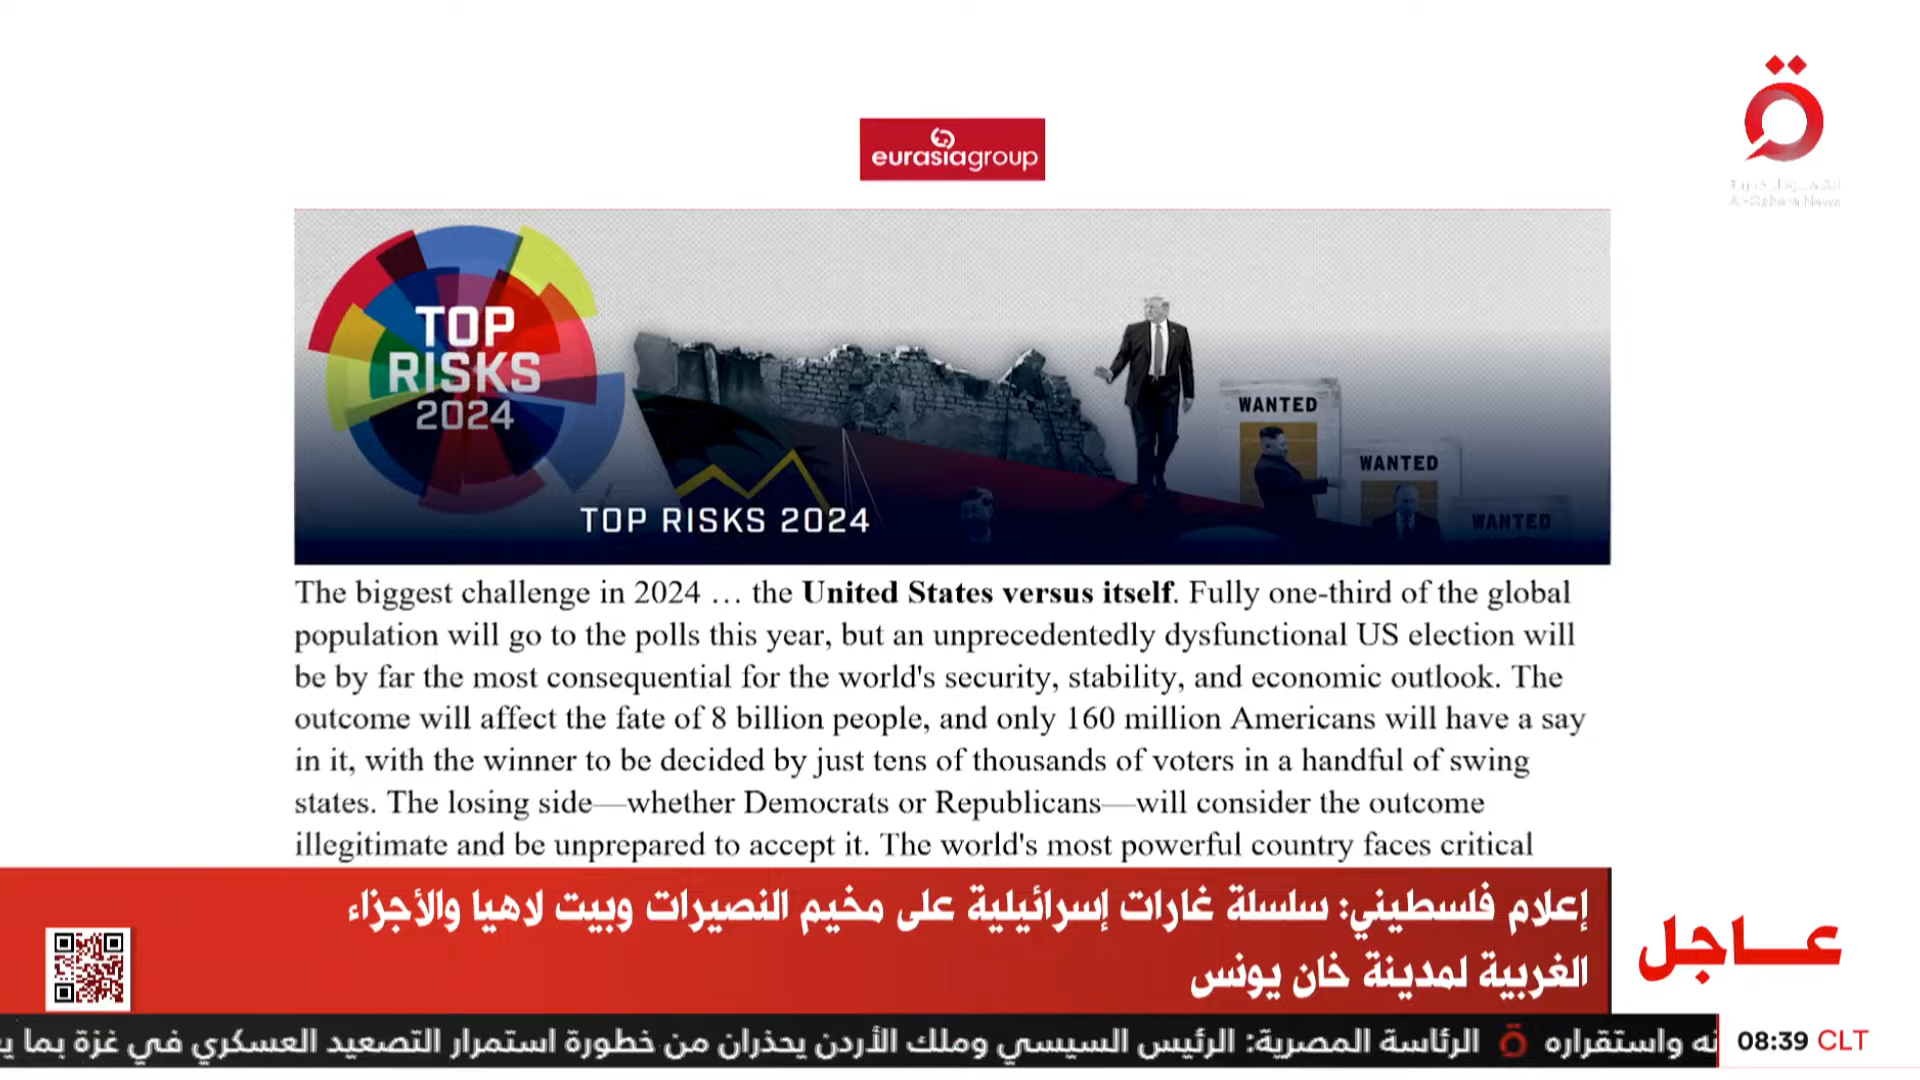 eurasiagroup
القاهرة الإخبارية
Al-Qahera News
TOP
RISKS
2024
WANTED
WANTED
WANTED
TOP RISKS 2024
The biggest challenge in 2024 … the United States versus itself. Fully one-third of the global
population will go to the polls this year, but an unprecedentedly dysfunctional US election will
be by far the most consequential for the world's security, stability, and economic outlook. The
outcome will affect the fate of 8 billion people, and only 160 million Americans will have a say
in it, with the winner to be decided by just tens of thousands of voters in a handful of swing
states. The losing side—whether Democrats or Republicans—will consider the outcome
illegitimate and be unprepared to accept it. The world's most powerful country faces critical
عـــاجل
إعلام فلسطيني: سلسلة غارات إسرائيلية على مخيم النصيرات وبيت لاهيا والأجزاء
الغربية لمدينة خان يونس
نه واستقراره الرئاسة المصرية: الرئيس السيسي وملك الأردن يحذران من خطورة استمرار التصعيد العسكري في غزة بما ي
08:39 CLT